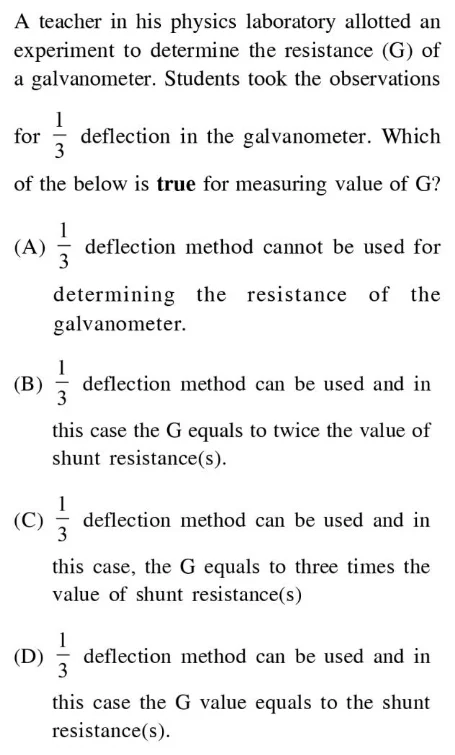 A teacher in his physics laboratory allotted an
experiment to determine the resistance (G) of
a galvanometer. Students took the observations
for 1/3 deflection in the galvanometer. Which
of the below is true for measuring value of G?
(A) 1/3 deflection method cannot be used for
determining the resistance of the
galvanometer.
(B) 1/3 deflection method can be used and in
this case the G equals to twice the value of
shunt resistance(s).
(C) 1/3 deflection method can be used and in
this case, the G equals to three times the
value of shunt resistance(s)
(D) 1/3 deflection method can be used and in
this case the G value equals to the shunt
resistance(s).